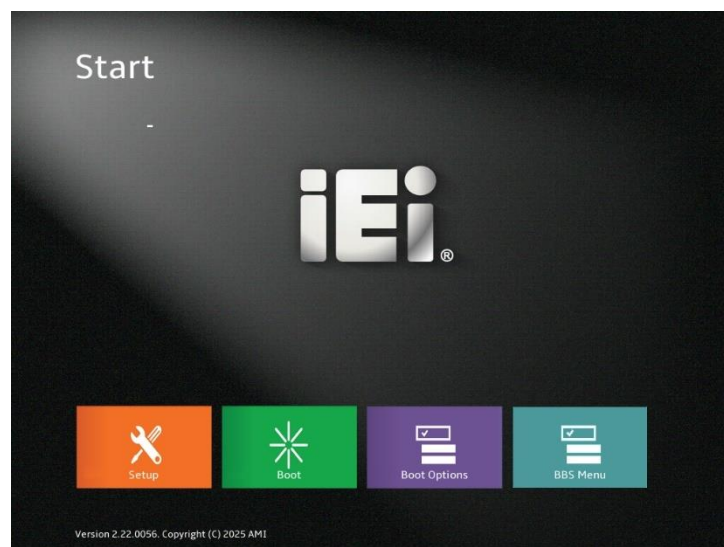 Start
-
iEi®
Setup
Boot
Boot Options
BBS Menu
Version 2.22.0056. Copyright (C) 2025 AMI